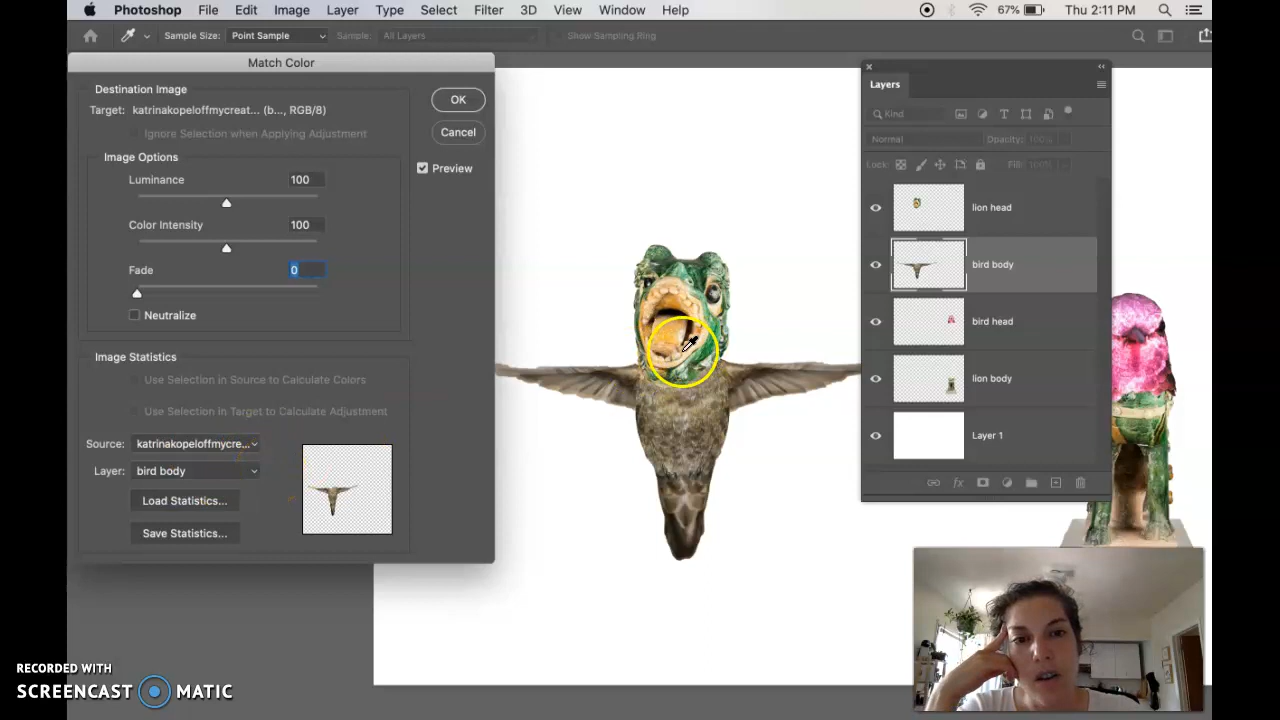 Photoshop File Edit Image Layer Type Select Filter 3D View Window Help 67% Thu 2:11 PM
Sample Size: Point Sample Sample: All Layers Show Sampling Ring
Match Color
Destination Image
Target: katrinakopeloffmycreat... (b..., RGB/8)
Ignore Selection when Applying Adjustment
Image Options
Luminance 100
Color Intensity 100
Fade 0
Neutralize
OK
Cancel
Preview
Image Statistics
Use Selection in Source to Calculate Colors
Use Selection in Target to Calculate Adjustment
Source: katrinakopeloffmycre...
Layer: bird body
Load Statistics...
Save Statistics...
Layers
Kind
Normal Opacity: 100%
Lock: Fill: 100%
lion head
bird body
bird head
lion body
Layer 1
fx
RECORDED WITH
SCREENCAST MATIC